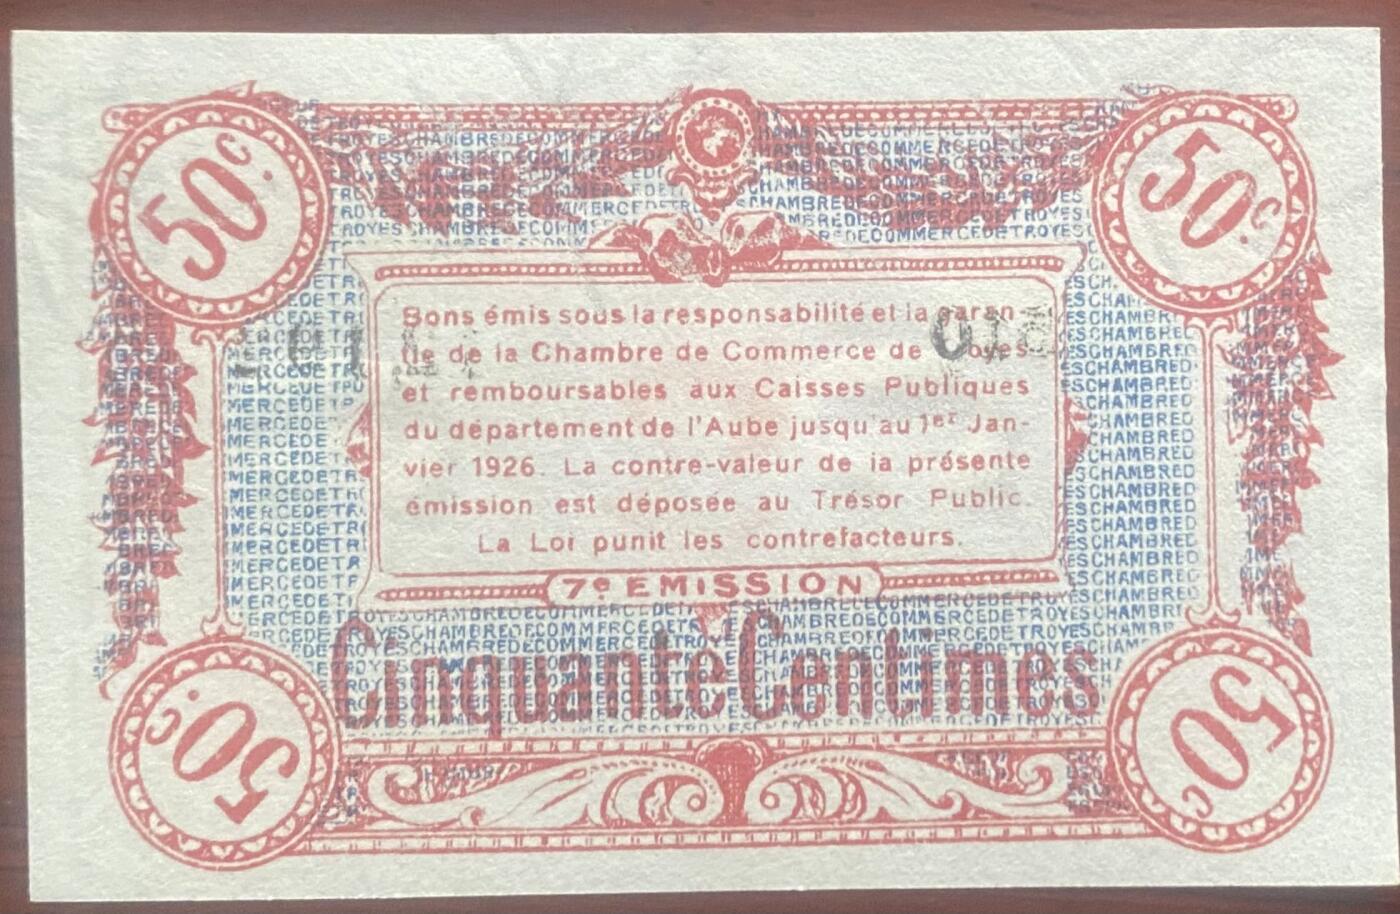 50c.
50c.
Bons émis sous la responsabilité et la garan-
tie de la Chambre de Commerce de Troyes
et remboursables aux Caisses Publiques
du département de l'Aube jusqu'au 1er Jan-
vier 1926. La contre-valeur de la présente
émission est déposée au Trésor Public.
La Loi punit les contrefacteurs.
7e EMISSION
Cinquante Centimes
50c.
50c